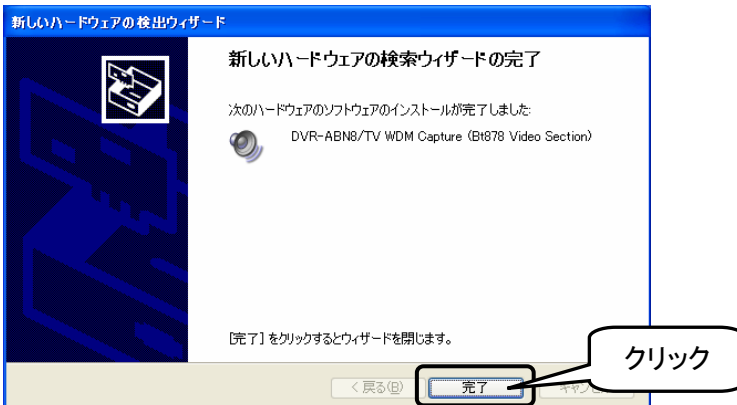 新しいハードウェアの検出ウィザード
新しいハードウェアの検索ウィザードの完了
次のハードウェアのソフトウェアのインストールが完了しました:
DVR-ABN8/TV WDM Capture (Bt878 Video Section)
[完了] をクリックするとウィザードを閉じます。
クリック
< 戻る(B)
完了